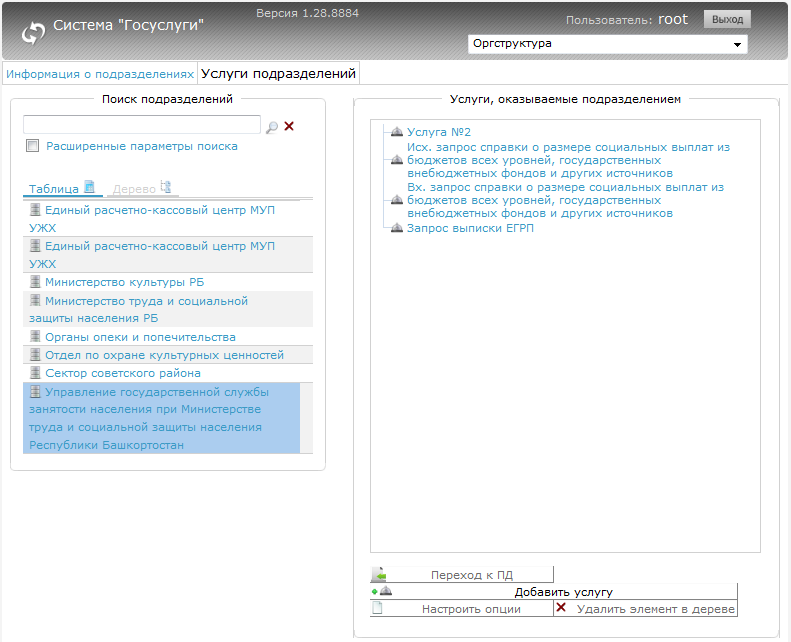 Система "Госуслуги"
Версия 1.28.8884
Пользователь: root
Выход
Оргструктура
Информация о подразделениях
Услуги подразделений
Поиск подразделений
Расширенные параметры поиска
Таблица
Дерево
Единый расчетно-кассовый центр МУП
УЖХ
Единый расчетно-кассовый центр МУП
УЖХ
Министерство культуры РБ
Министерство труда и социальной
защиты населения РБ
Органы опеки и попечительства
Отдел по охране культурных ценностей
Сектор советского района
Управление государственной службы
занятости населения при Министерстве
труда и социальной защиты населения
Республики Башкортостан
Услуги, оказываемые подразделением
Услуга №2
Исх. запрос справки о размере социальных выплат из
бюджетов всех уровней, государственных
внебюджетных фондов и других источников
Вх. запрос справки о размере социальных выплат из
бюджетов всех уровней, государственных
внебюджетных фондов и других источников
Запрос выписки ЕГРП
Переход к ПД
Добавить услугу
Настроить опции
Удалить элемент в дереве